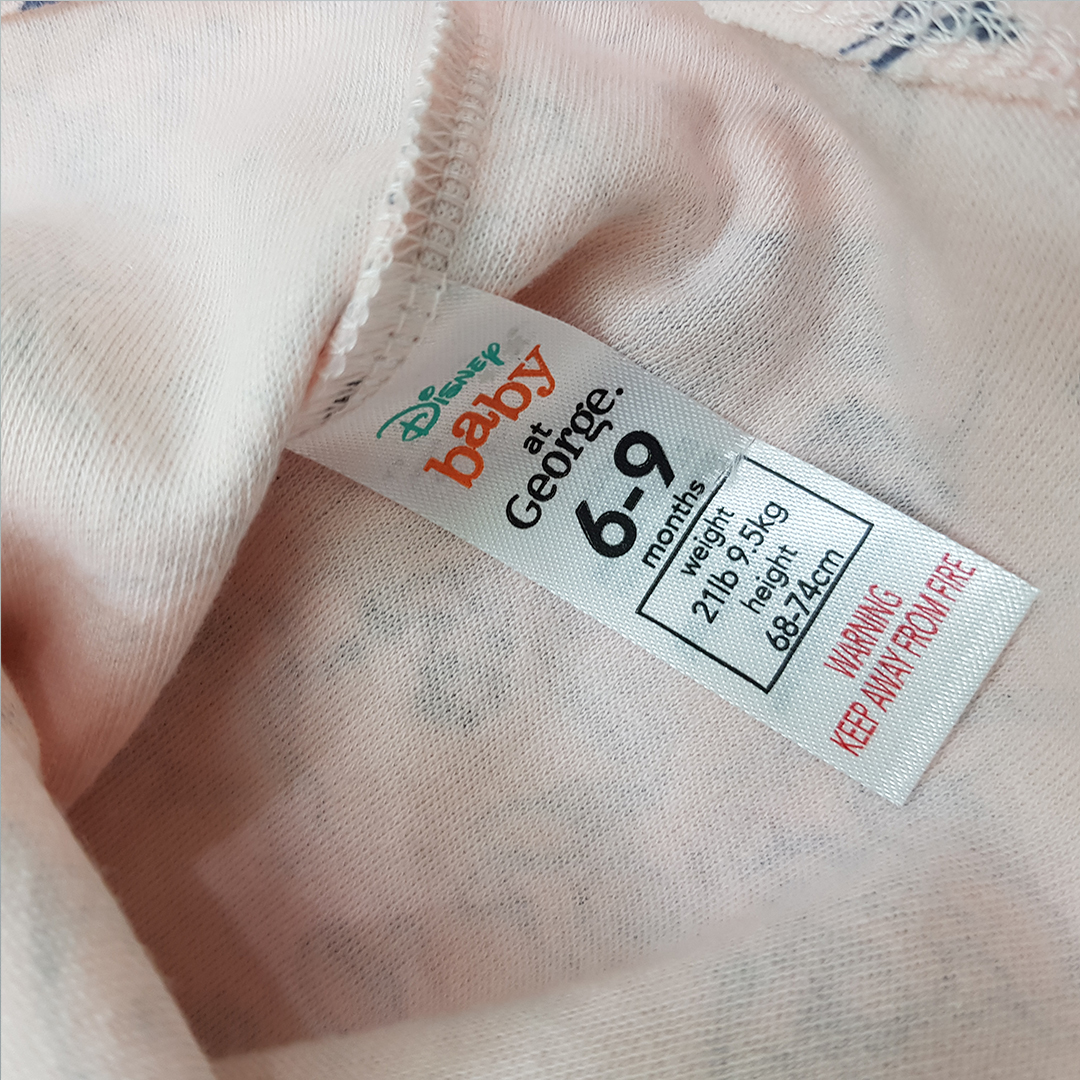 Disney
baby
at
George.
6-9
months
weight
21lb 9.5kg
height
68-74cm
WARNING
KEEP AWAY FROM FIRE